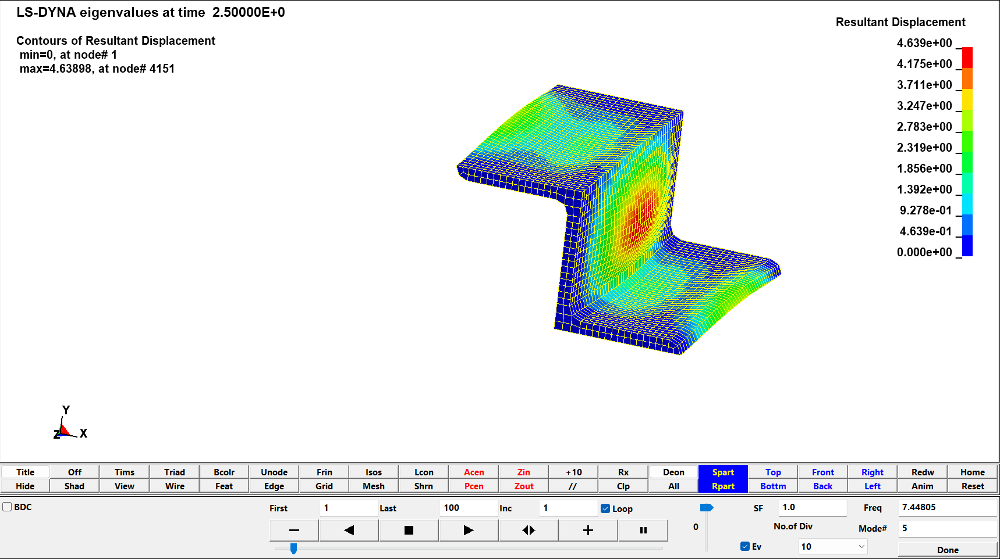 LS-DYNA eigenvalues at time 2.50000E+0
Contours of Resultant Displacement
min=0, at node# 1
max=4.63898, at node# 4151
Resultant Displacement
4.639e+00
4.175e+00
3.711e+00
3.247e+00
2.783e+00
2.319e+00
1.856e+00
1.392e+00
9.278e-01
4.639e-01
0.000e+00
Y
Z X
Title Off Tims Triad Bcolr Unode Frin Isos Lcon Acen Zin +10 Rx Deon Spart Top Front Right Redw Home
Hide Shad View Wire Feat Edge Grid Mesh Shrn Pcen Zout // Clp All Rpart Bottm Back Left Anim Reset
BDC First 1 Last 100 Inc 1 Loop SF 1.0 Freq 7.44805
0 No.of Div Mode# 5
Ev 10 Done